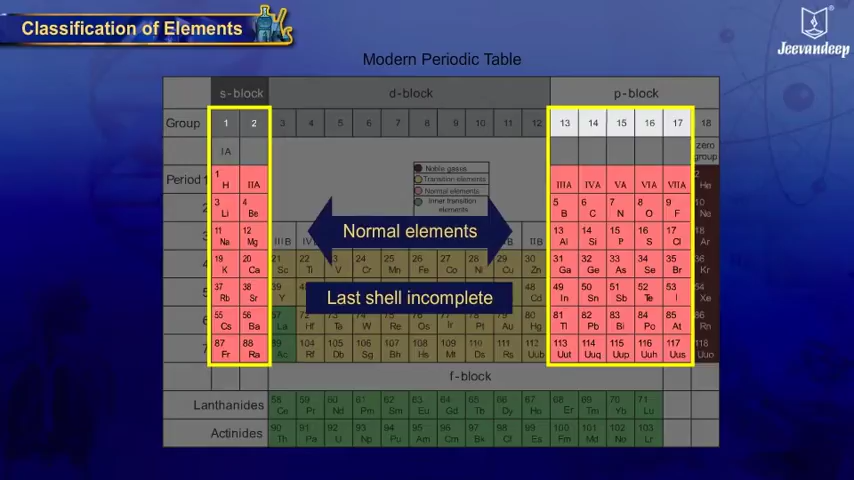 Classification of Elements
Jeevandeep
Modern Periodic Table
s-block d-block p-block
Group 1 2 3 4 5 6 7 8 9 10 11 12 13 14 15 16 17 18
IA zero group
Noble gases
Transition elements
Normal elements
Inner transition elements
Period 1 1 H IIA IIIA IVA VA VIA VIIA 2 He
2 3 Li 4 Be 5 B 6 C 7 N 8 O 9 F 10 Ne
Normal elements
3 11 Na 12 Mg III B IV B II B 13 Al 14 Si 15 P 16 S 17 Cl 18 Ar
4 19 K 20 Ca 21 Sc 22 Ti 23 V 24 Cr 25 Mn 26 Fe 27 Co 28 Ni 29 Cu 30 Zn 31 Ga 32 Ge 33 As 34 Se 35 Br 36 Kr
Last shell incomplete
5 37 Rb 38 Sr 39 Y 48 Cd 49 In 50 Sn 51 Sb 52 Te 53 I 54 Xe
6 55 Cs 56 Ba 57 La 72 Hf 73 Ta 74 W 75 Re 76 Os 77 Ir 78 Pt 79 Au 80 Hg 81 Tl 82 Pb 83 Bi 84 Po 85 At 86 Rn
7 87 Fr 88 Ra 89 Ac 104 Rf 105 Db 106 Sg 107 Bh 108 Hs 109 Mt 110 Ds 111 Rs 112 Uub 113 Uut 114 Uuq 115 Uup 116 Uuh 117 Uus 118 Uuo
f-block
Lanthanides 58 Ce 59 Pr 60 Nd 61 Pm 62 Sm 63 Eu 64 Gd 65 Tb 66 Dy 67 Ho 68 Er 69 Tm 70 Yb 71 Lu
Actinides 90 Th 91 Pa 92 U 93 Np 94 Pu 95 Am 96 Cm 97 Bk 98 Cf 99 Es 100 Fm 101 Md 102 No 103 Lr